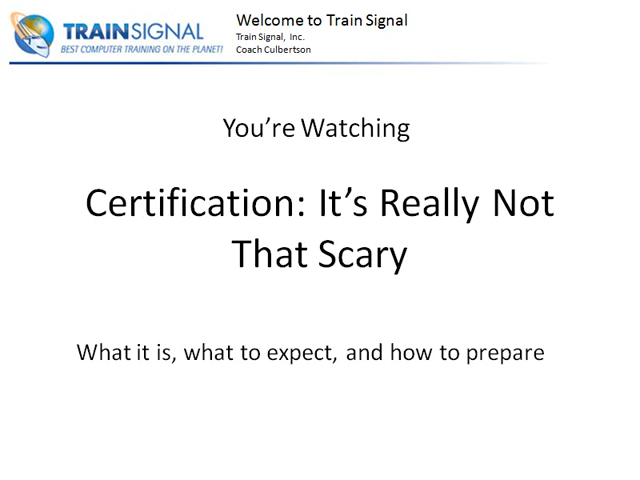 TRAINSIGNAL
BEST COMPUTER TRAINING ON THE PLANET!
Welcome to Train Signal
Train Signal, Inc.
Coach Culbertson
You're Watching
Certification: It's Really Not
That Scary
What it is, what to expect, and how to prepare